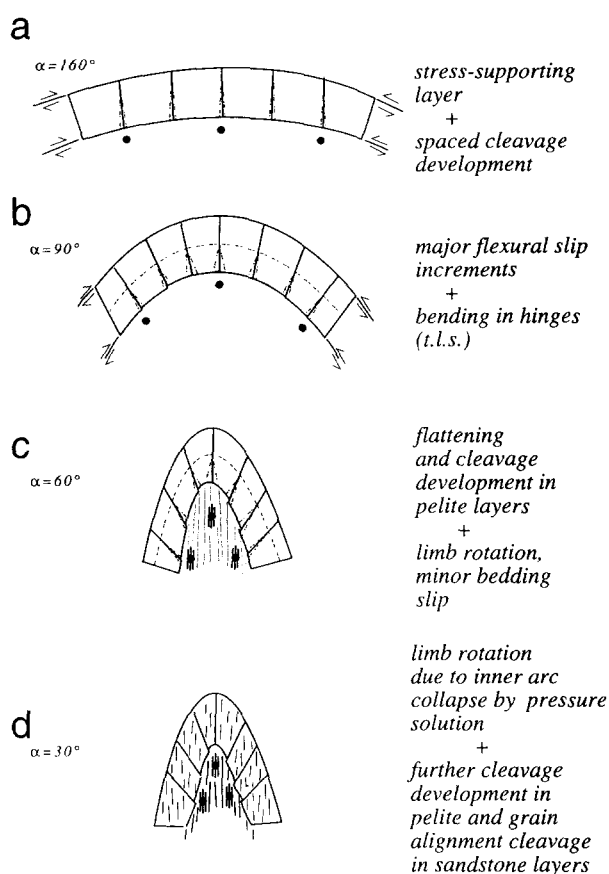 a
α=160°
stress-supporting
layer
+
spaced cleavage
development
b
α=90°
major flexural slip
increments
+
bending in hinges
(t.l.s.)
c
α=60°
flattening
and cleavage
development in
pelite layers
+
limb rotation,
minor bedding
slip
d
α=30°
limb rotation
due to inner arc
collapse by pressure
solution
+
further cleavage
development in
pelite and grain
alignment cleavage
in sandstone layers